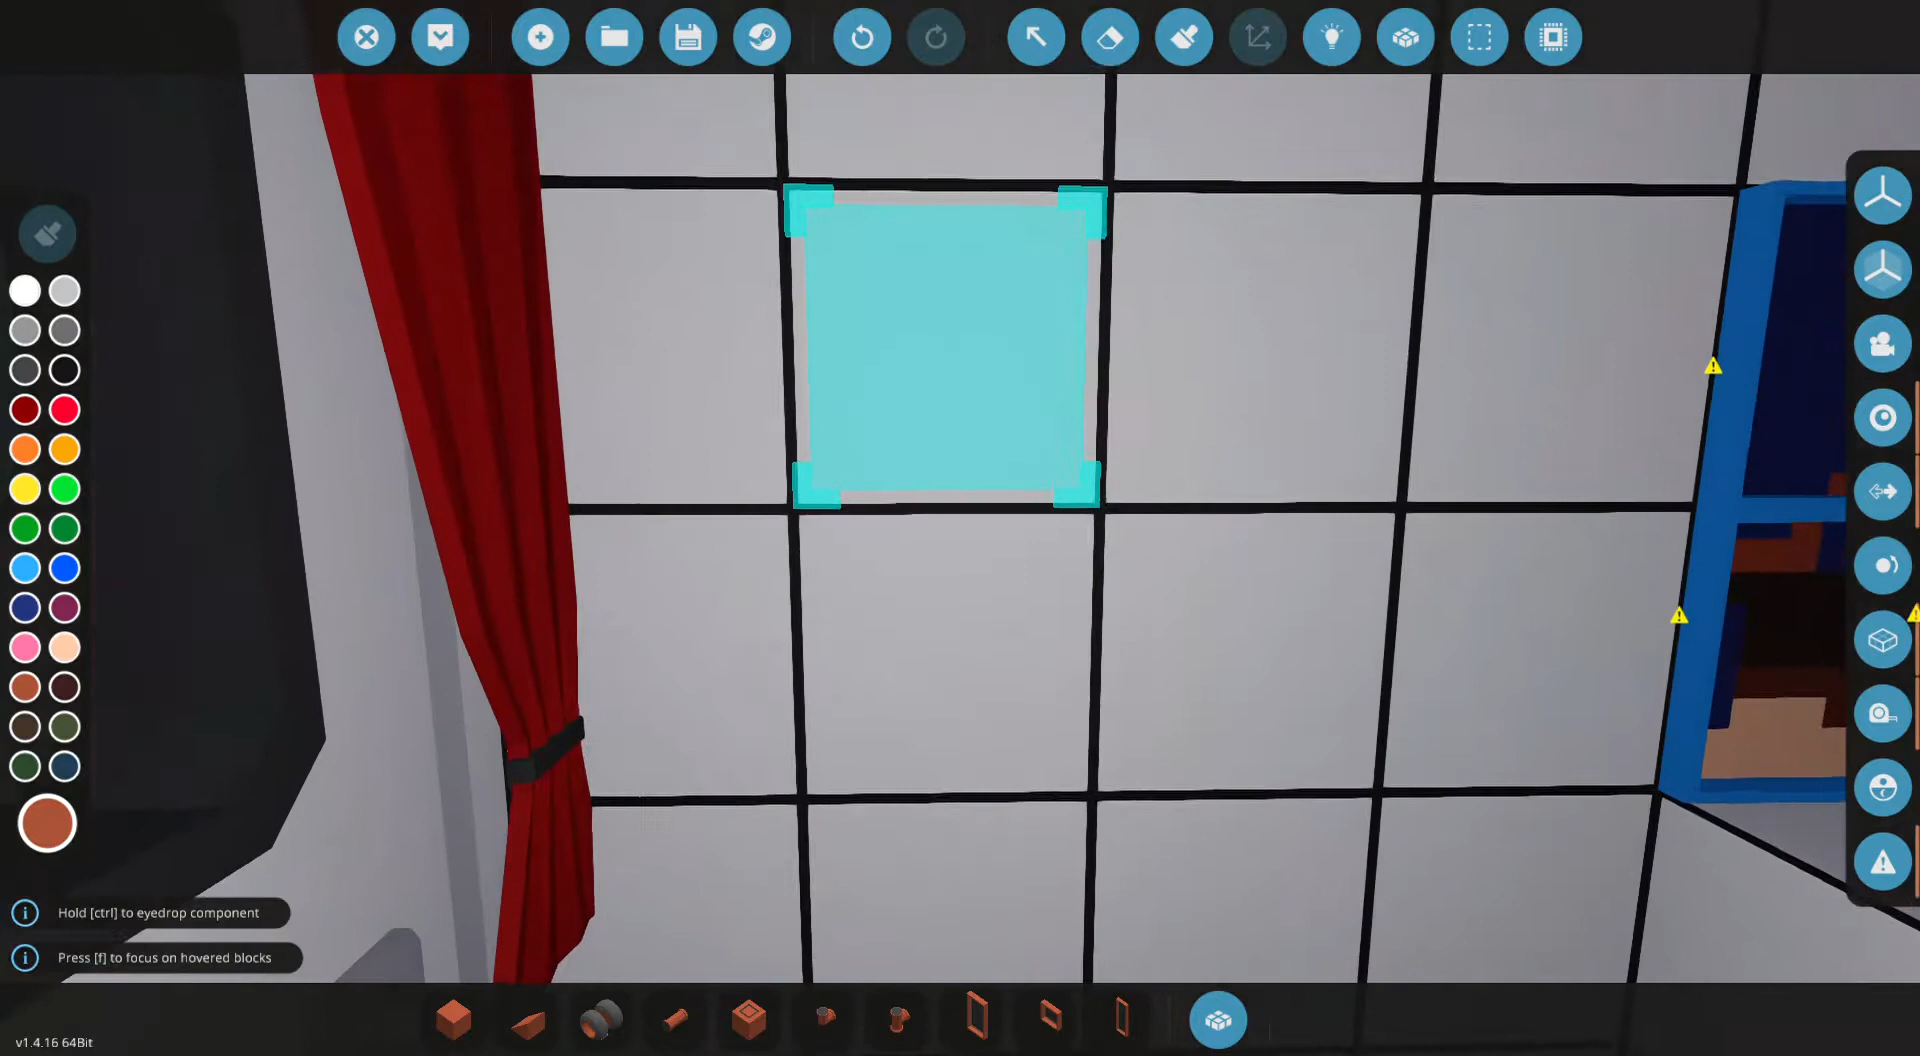 Hold [ctrl] to eyedrop component
Press [f] to focus on hovered blocks
v1.4.16 64Bit